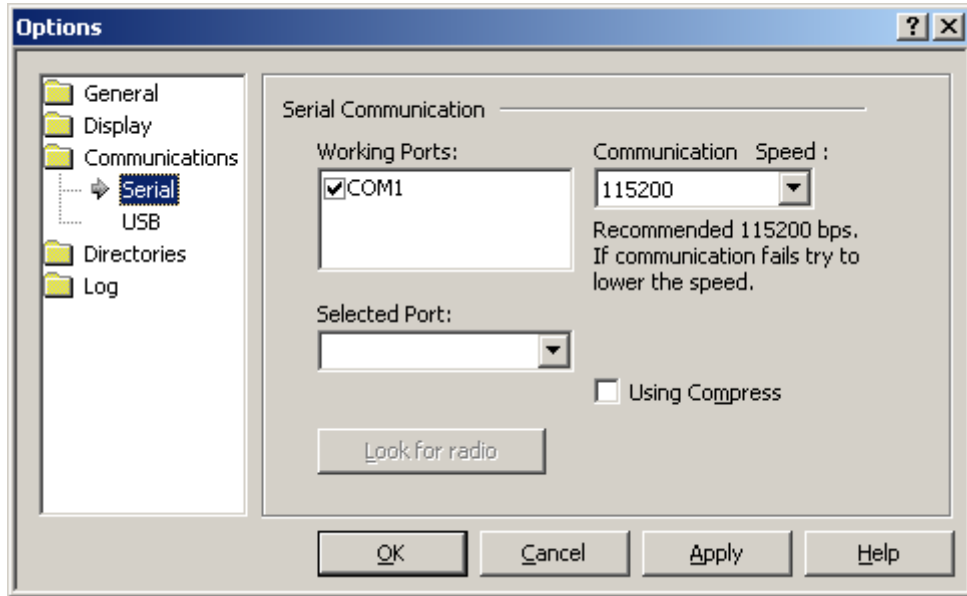 Options
General
Display
Communications
Serial
USB
Directories
Log
Serial Communication
Working Ports:
COM1
Communication Speed :
115200
Recommended 115200 bps.
If communication fails try to
lower the speed.
Selected Port:
Using Compress
Look for radio
OK
Cancel
Apply
Help